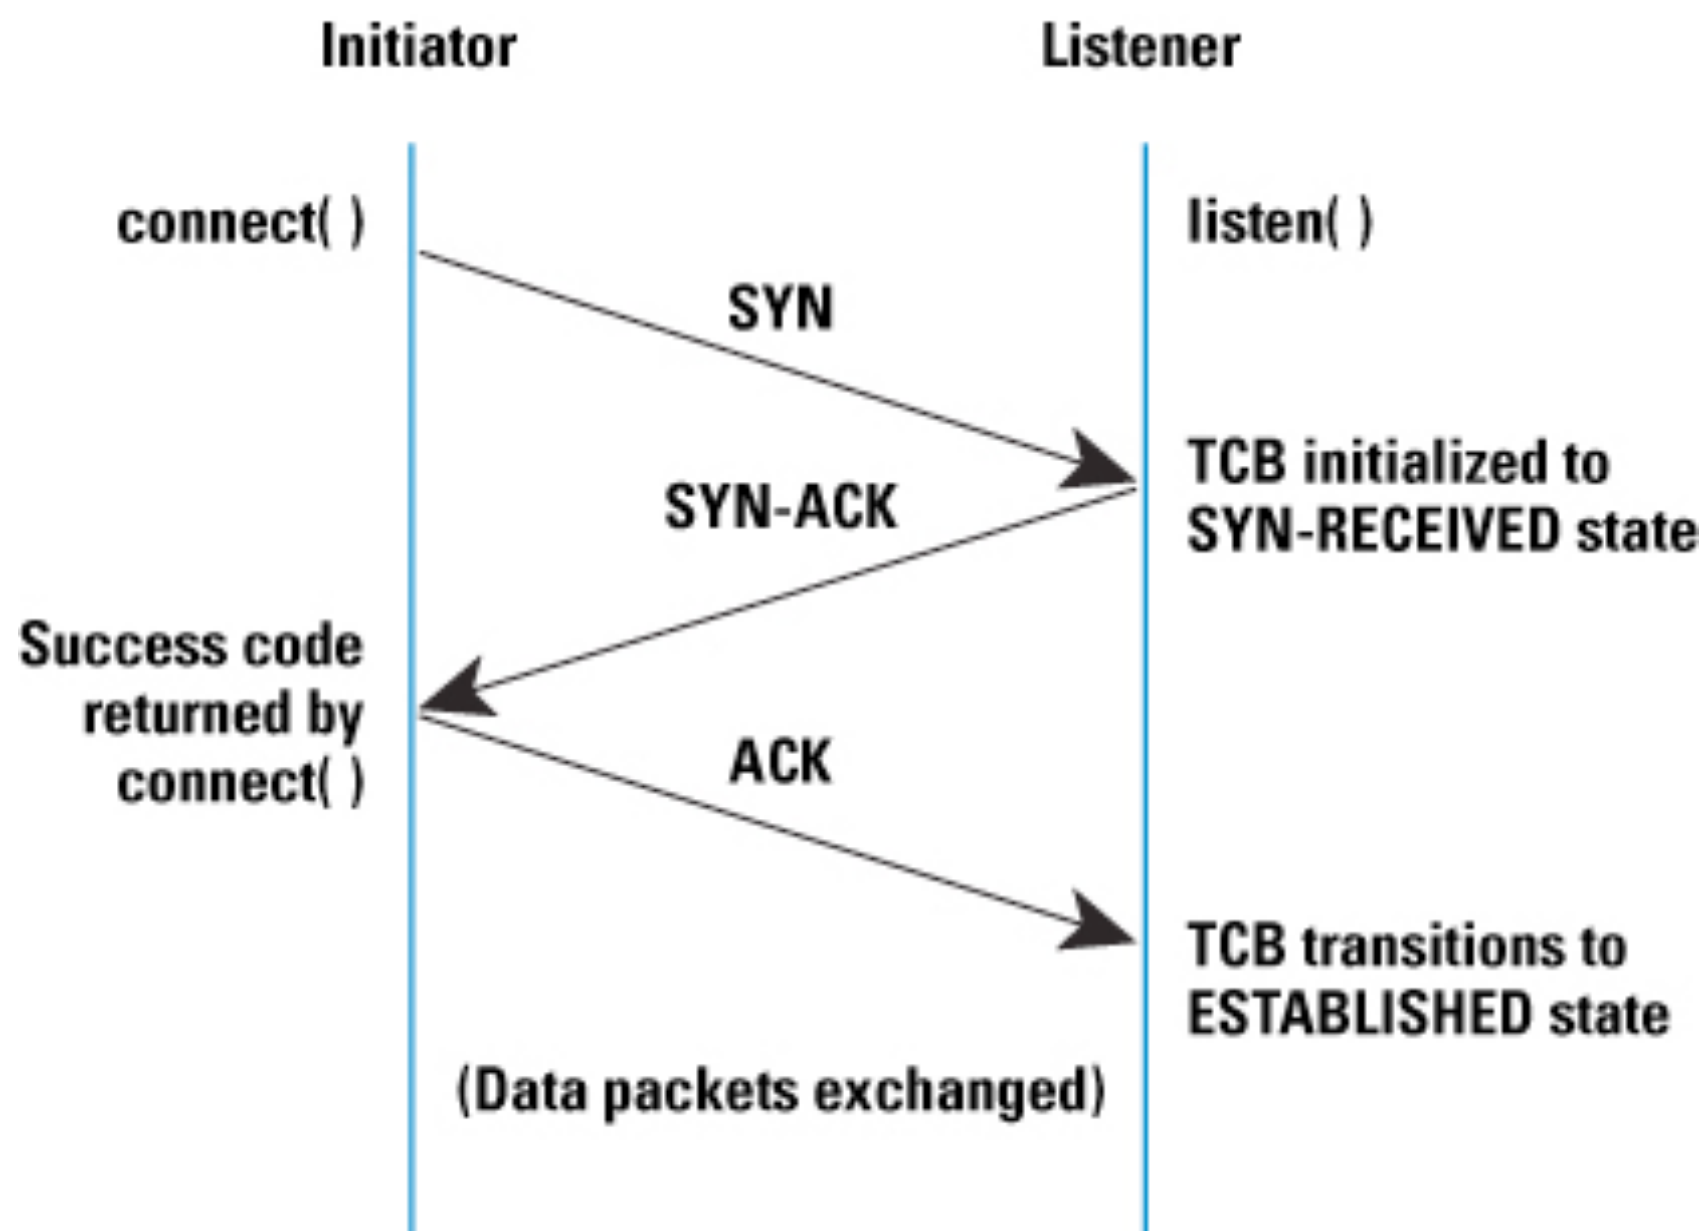 Initiator
Listener
connect( )
listen( )
SYN
TCB initialized to
SYN-RECEIVED state
SYN-ACK
Success code
returned by
connect( )
ACK
TCB transitions to
ESTABLISHED state
(Data packets exchanged)